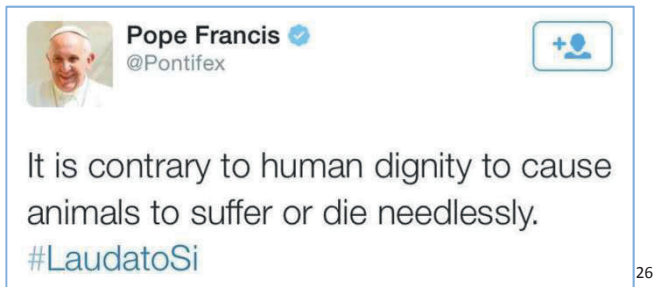 Pope Francis
@Pontifex
It is contrary to human dignity to cause
animals to suffer or die needlessly.
#LaudatoSi
26